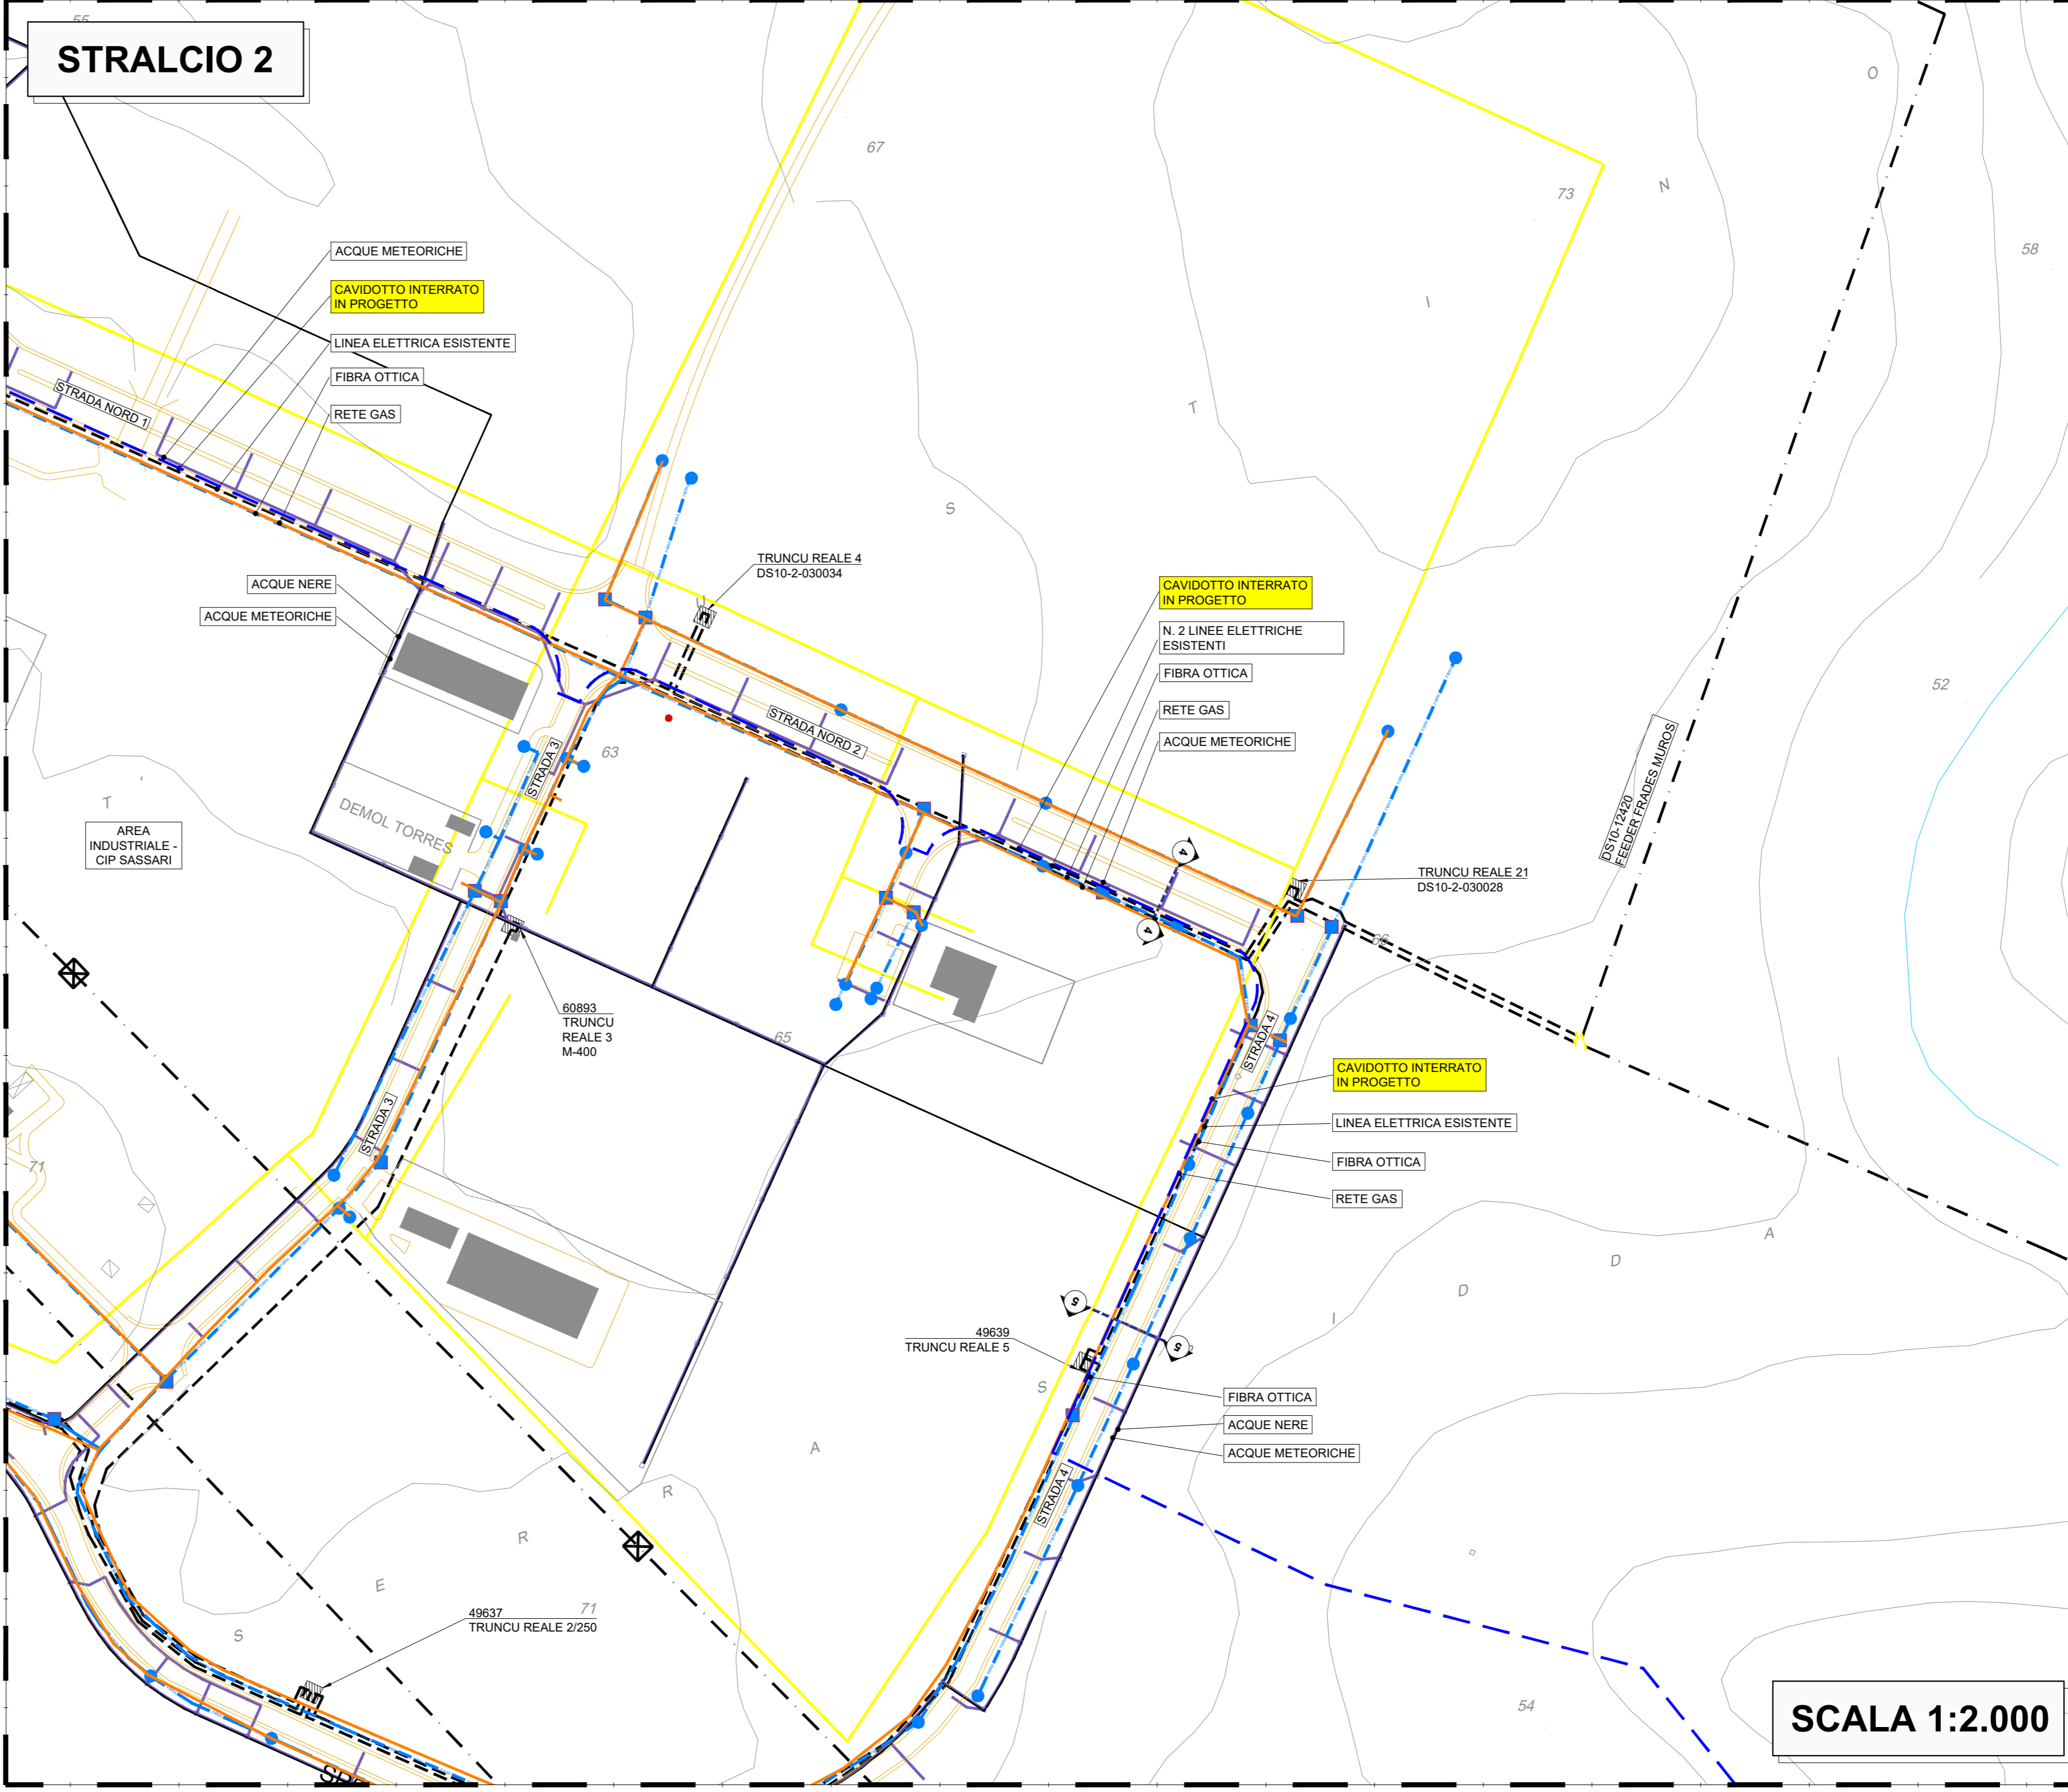 55
STRALCIO 2
O
67
73
N
58
ACQUE METEORICHE
CAVIDOTTO INTERRATO
IN PROGETTO
I
LINEA ELETTRICA ESISTENTE
FIBRA OTTICA
STRADA NORD 1
RETE GAS
T
S
TRUNCU REALE 4
DS10-2-030034
ACQUE NERE
ACQUE METEORICHE
CAVIDOTTO INTERRATO
IN PROGETTO
N. 2 LINEE ELETTRICHE
ESISTENTI
FIBRA OTTICA
RETE GAS
ACQUE METEORICHE
52
STRADA NORD 2
63
STRADA 3
DS10-12420
FEEDER FRADES MUROS
T
DEMOL TORRES
AREA
INDUSTRIALE -
CIP SASSARI
4
4
TRUNCU REALE 21
DS10-2-030028
66
60893
TRUNCU
REALE 3
M-400
65
STRADA 4
CAVIDOTTO INTERRATO
IN PROGETTO
LINEA ELETTRICA ESISTENTE
FIBRA OTTICA
RETE GAS
STRADA 3
71
A
D
D
I
5
5
49639
TRUNCU REALE 5
S
FIBRA OTTICA
ACQUE NERE
ACQUE METEORICHE
A
R
STRADA 4
R
E
S
49637
TRUNCU REALE 2/250
71
54
SCALA 1:2.000